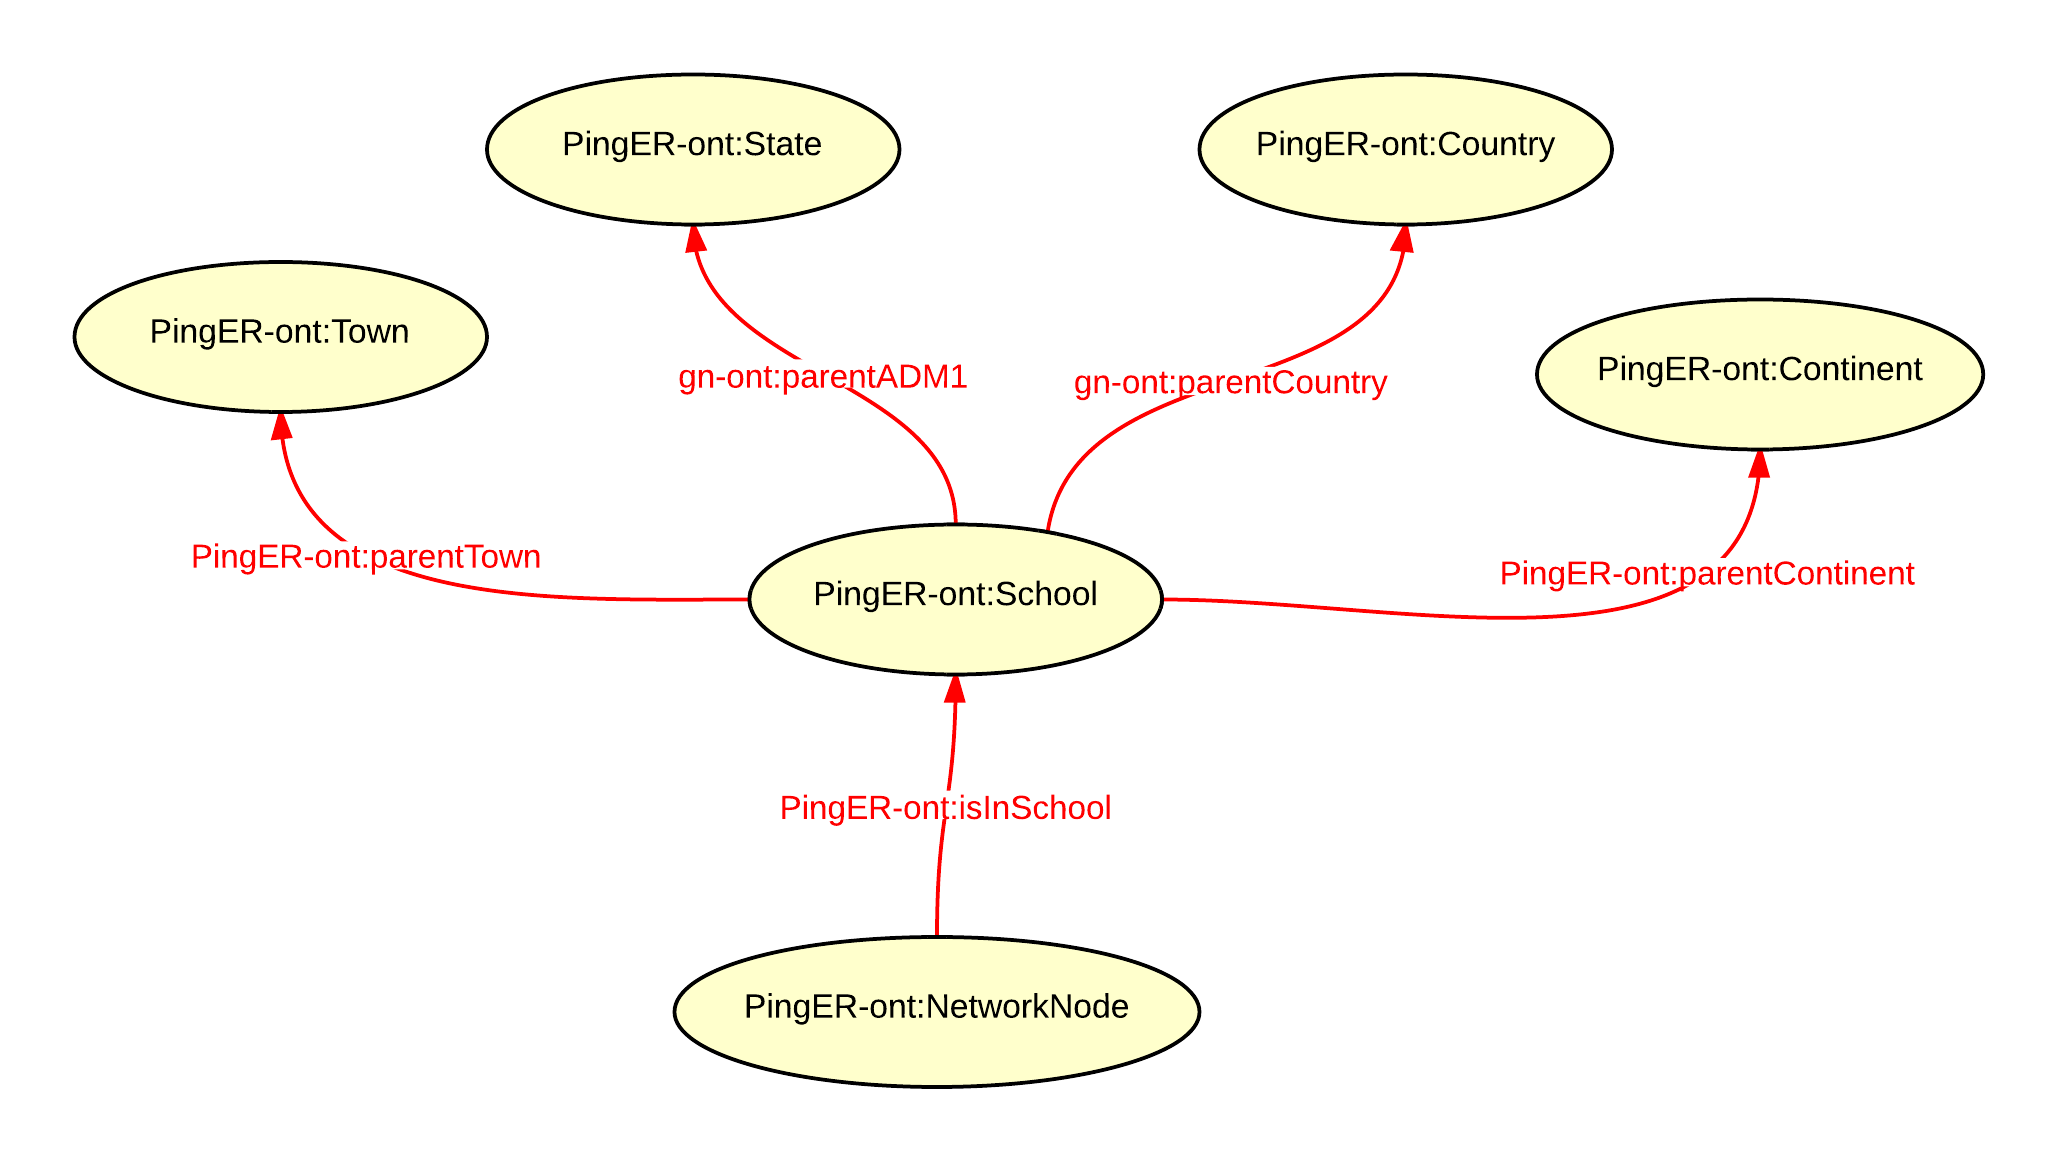 PingER-ont:State
PingER-ont:Country
PingER-ont:Town
PingER-ont:Continent
gn-ont:parentADM1
gn-ont:parentCountry
PingER-ont:parentTown
PingER-ont:parentContinent
PingER-ont:School
PingER-ont:isInSchool
PingER-ont:NetworkNode